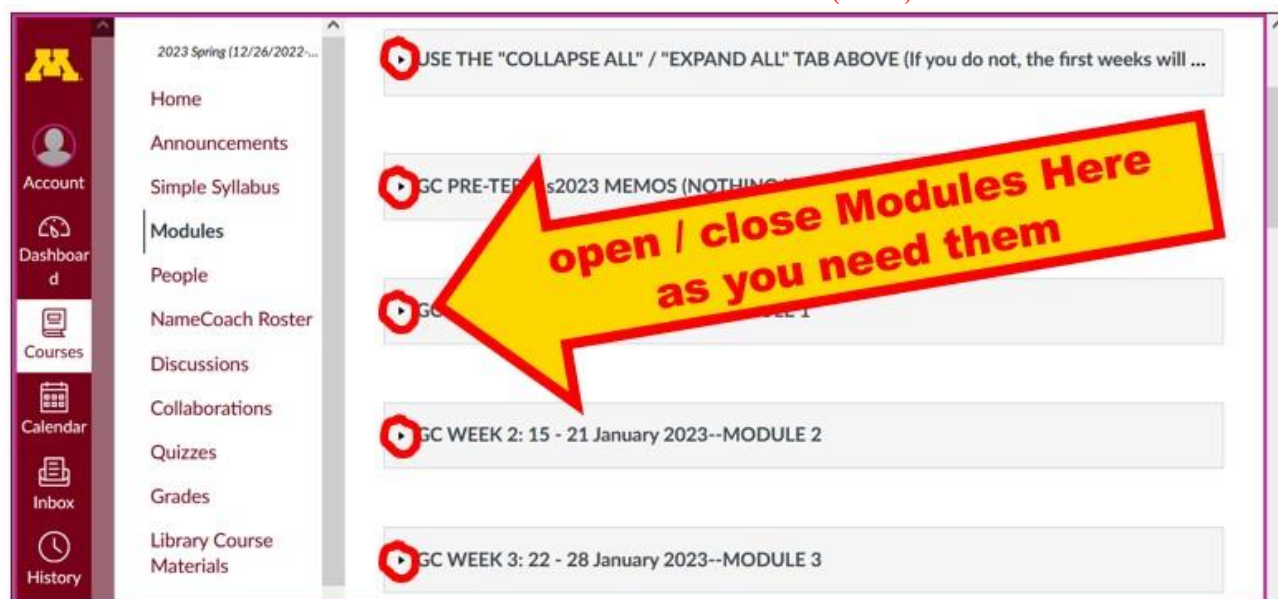 M
Account
Dashboar
d
Courses
Calendar
Inbox
History
2023 Spring (12/26/2022-...
Home
Announcements
Simple Syllabus
Modules
People
NameCoach Roster
Discussions
Collaborations
Quizzes
Grades
Library Course
Materials
USE THE "COLLAPSE ALL" / "EXPAND ALL" TAB ABOVE (If you do not, the first weeks will ...
GC PRE-TE s2023 MEMOS (NOTHING
open / close Modules Here
as you need them
1
GC WEEK 2: 15 - 21 January 2023--MODULE 2
GC WEEK 3: 22 - 28 January 2023--MODULE 3